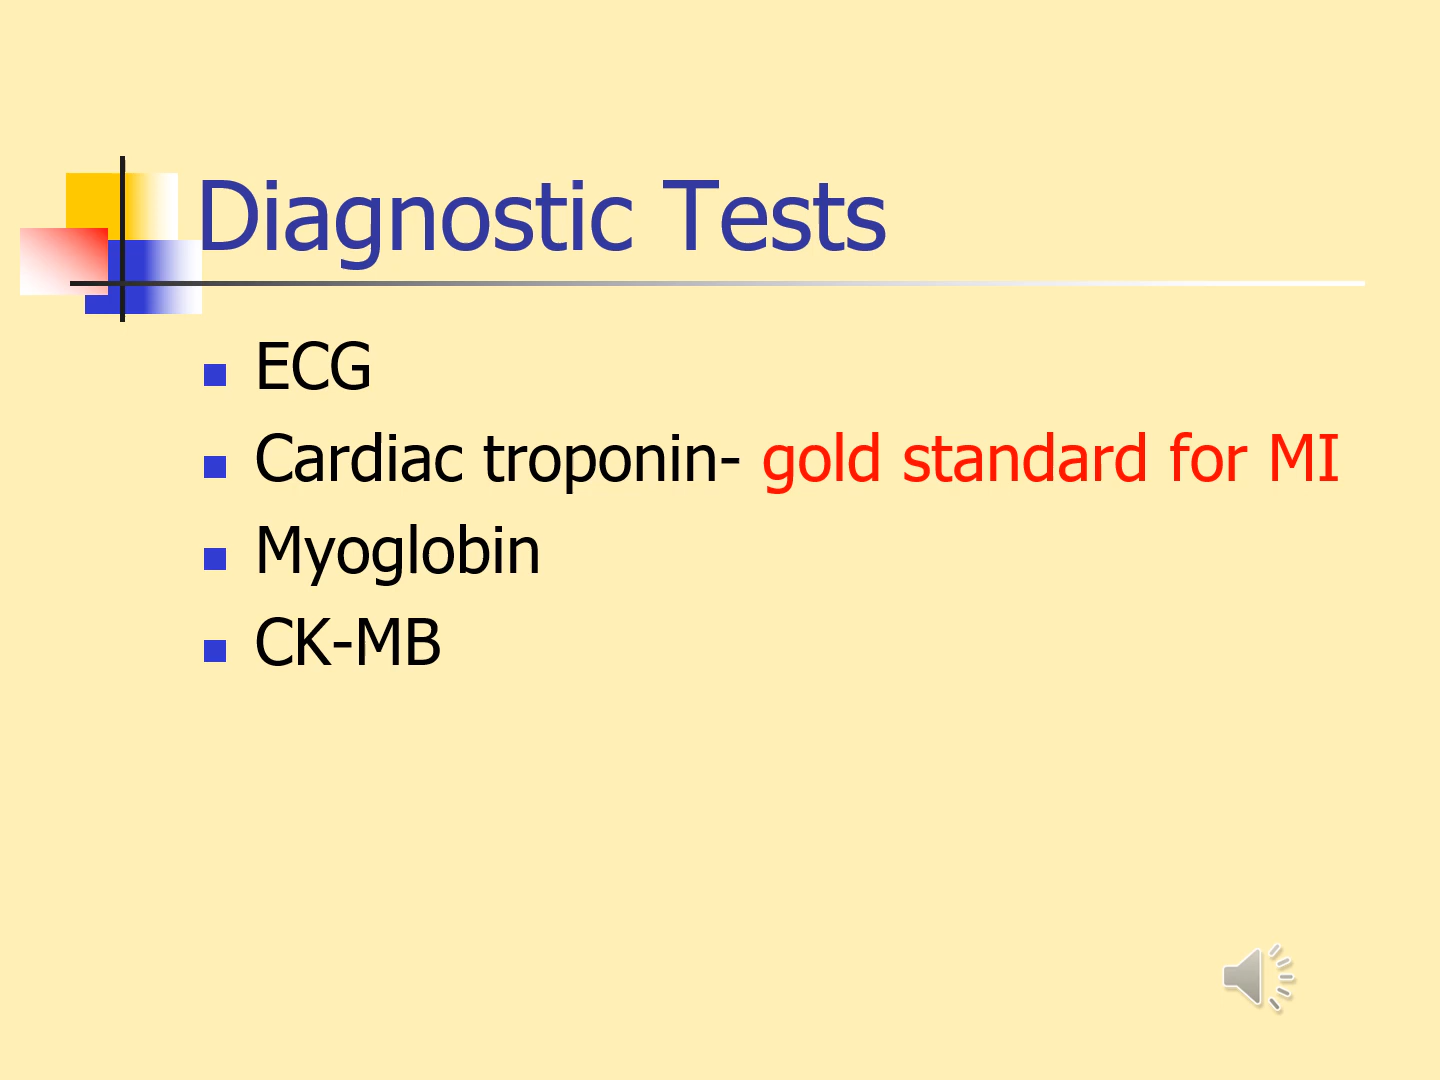 Diagnostic Tests
ECG
Cardiac troponin- gold standard for MI
Myoglobin
CK-MB